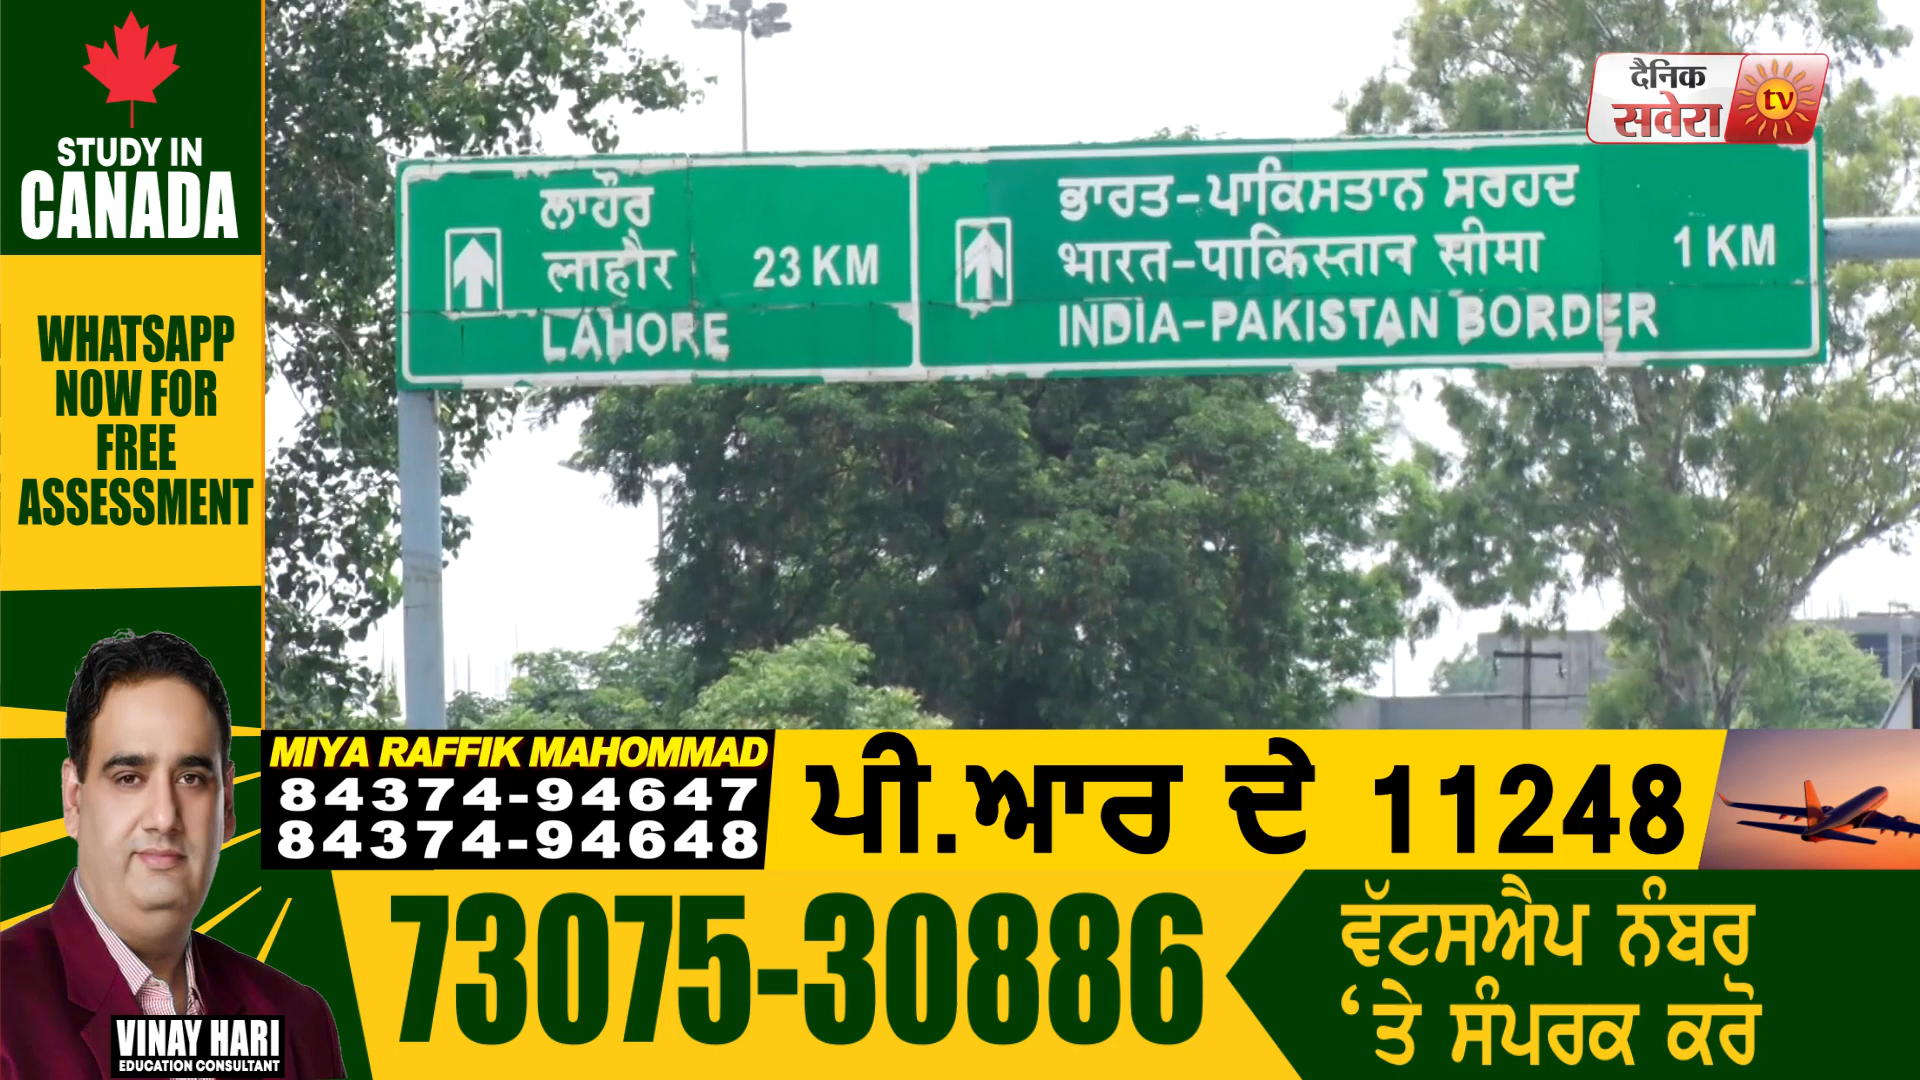 STUDY IN
CANADA
WHATSAPP
NOW FOR
FREE
ASSESSMENT
दैनिक
सवेरा
tv
ਲਾਹੌਰ
लाहौर 23 KM
LAHORE
ਭਾਰਤ-ਪਾਕਿਸਤਾਨ ਸਰਹਦ
भारत-पाकिस्तान सीमा 1 KM
INDIA-PAKISTAN BORDER
MIYA RAFFIK MAHOMMAD
84374-94647
84374-94648
ਪੀ.ਆਰ ਦੇ 11248
73075-30886
ਵੱਟਸਐਪ ਨੰਬਰ
‘ਤੇ ਸੰਪਰਕ ਕਰੋ
VINAY HARI
EDUCATION CONSULTANT